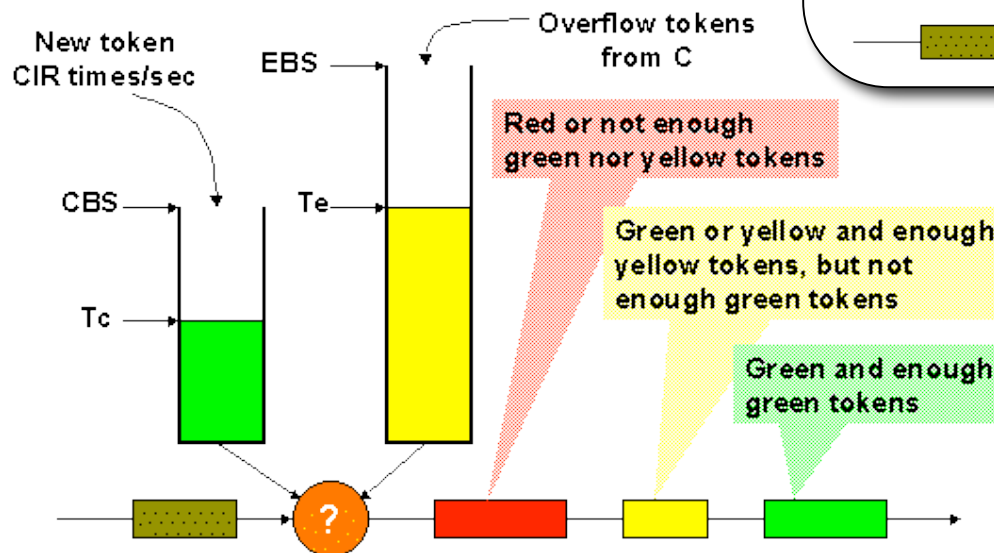 New token
CIR times/sec
EBS
Overflow tokens
from C
Red or not enough
green nor yellow tokens
CBS
Te
Green or yellow and enough
yellow tokens, but not
enough green tokens
Tc
Green and enough
green tokens
?